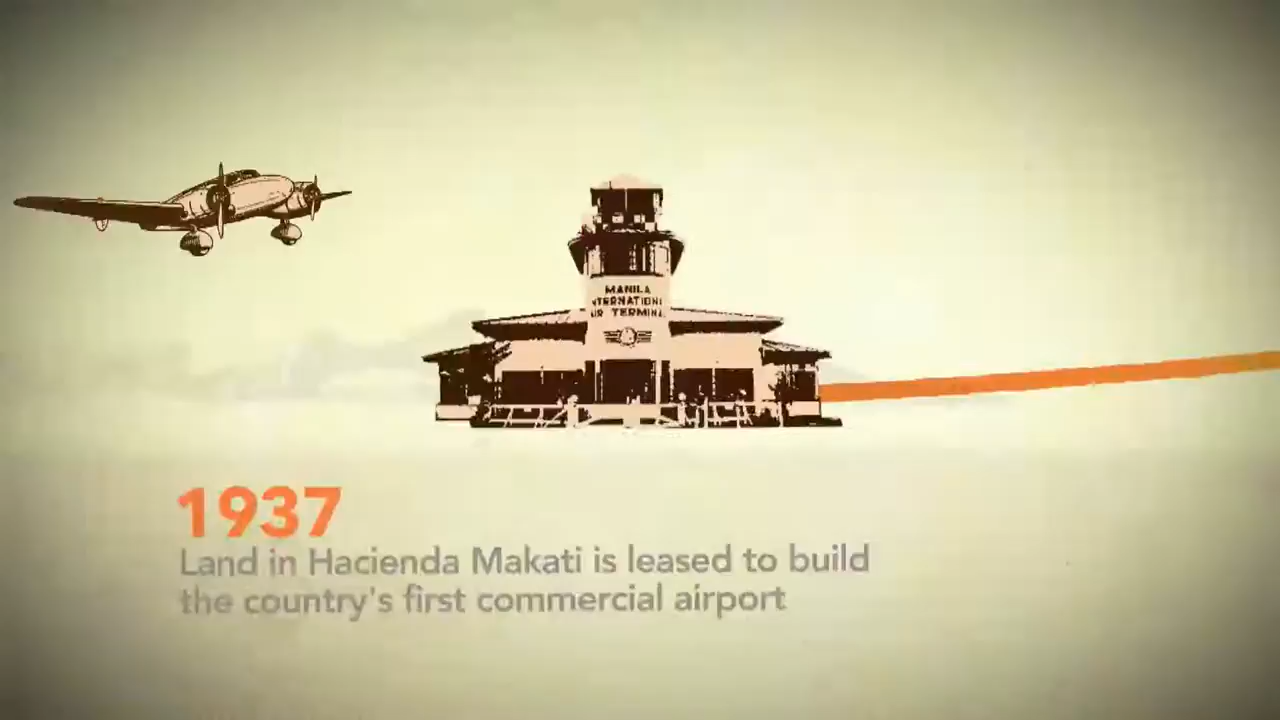 MANILA
INTERNATIONAL
AIR TERMINAL
1937
Land in Hacienda Makati is leased to build
the country's first commercial airport